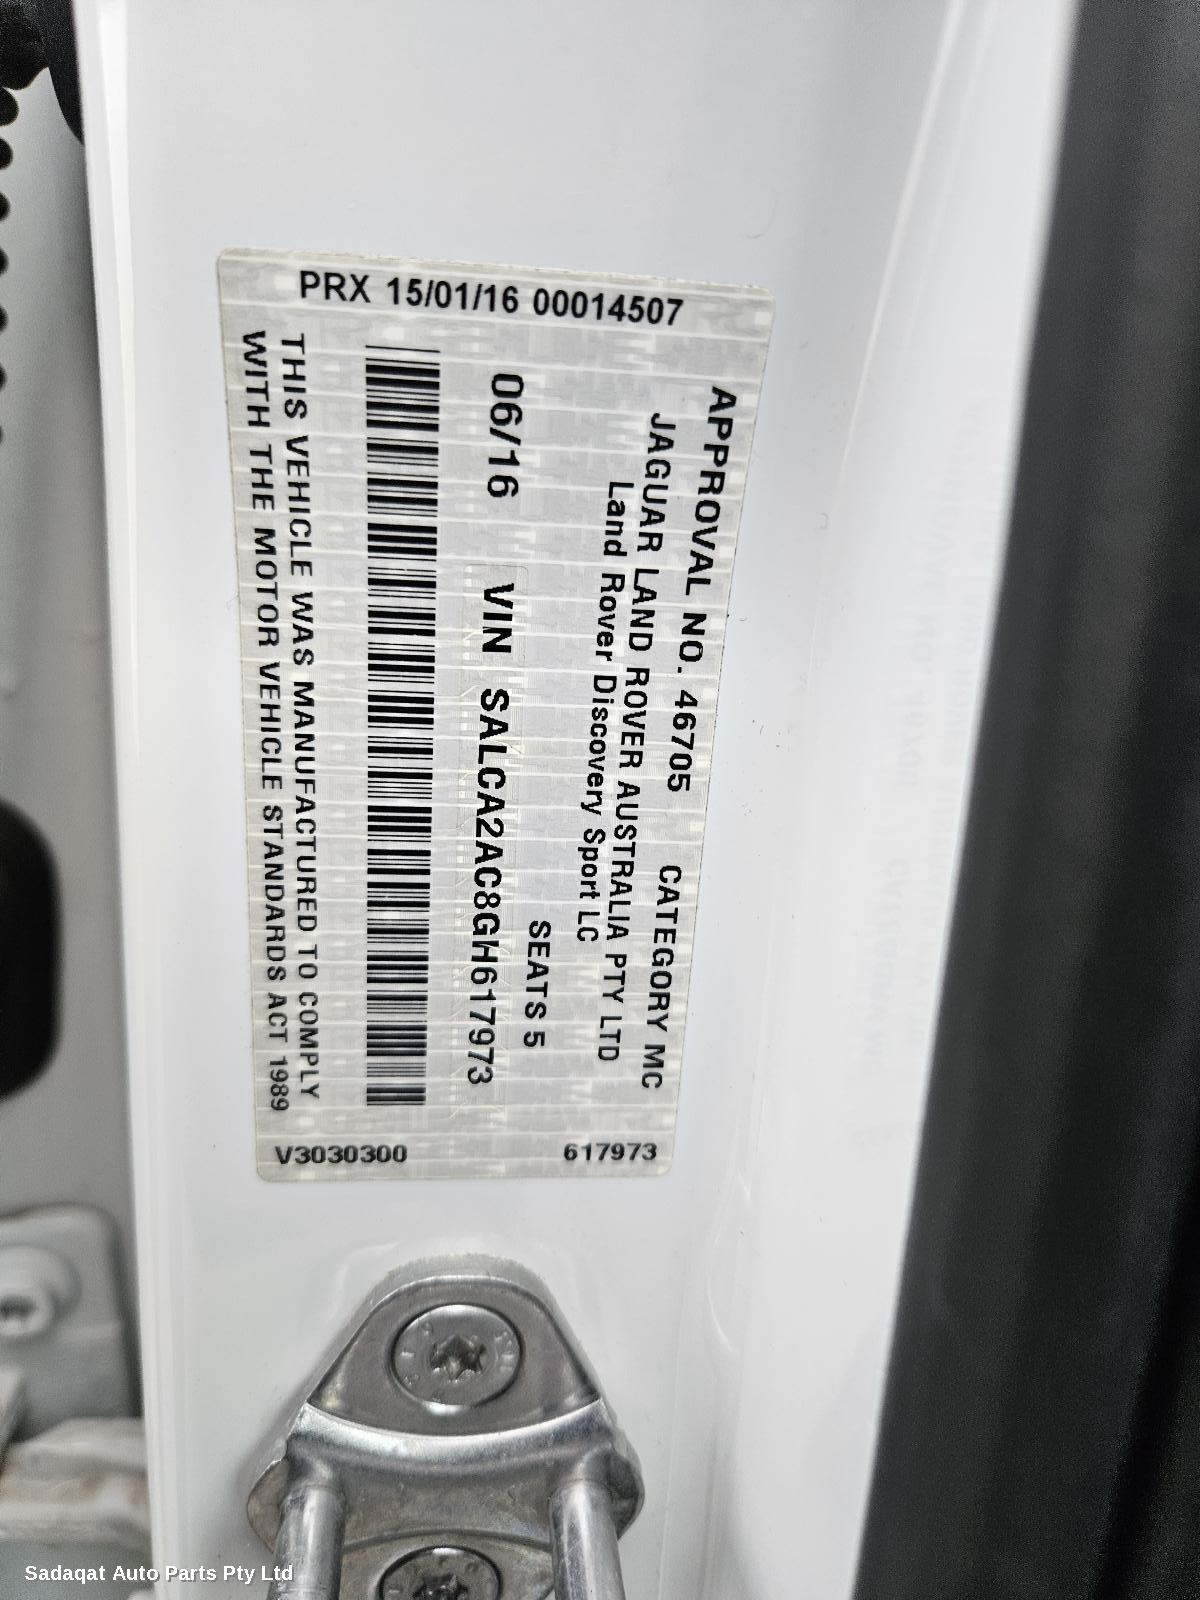 PRX 15/01/16 00014507
APPROVAL NO. 46705 CATEGORY MC
JAGUAR LAND ROVER AUSTRALIA PTY LTD
Land Rover Discovery Sport LC
SEATS 5
06/16 VIN SALCA2AC8GH617973
THIS VEHICLE WAS MANUFACTURED TO COMPLY
WITH THE MOTOR VEHICLE STANDARDS ACT 1989
V3030300 617973
Sadaqat Auto Parts Pty Ltd